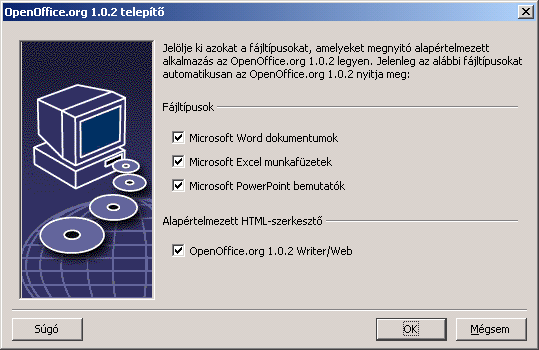 OpenOffice.org 1.0.2 telepítő
Jelölje ki azokat a fájltípusokat, amelyeket megnyitó alapértelmezett
alkalmazás az OpenOffice.org 1.0.2 legyen. Jelenleg az alábbi fájltípusokat
automatikusan az OpenOffice.org 1.0.2 nyitja meg:
Fájltípusok
Microsoft Word dokumentumok
Microsoft Excel munkafüzetek
Microsoft PowerPoint bemutatók
Alapértelmezett HTML-szerkesztő
OpenOffice.org 1.0.2 Writer/Web
Súgó
OK
Mégsem